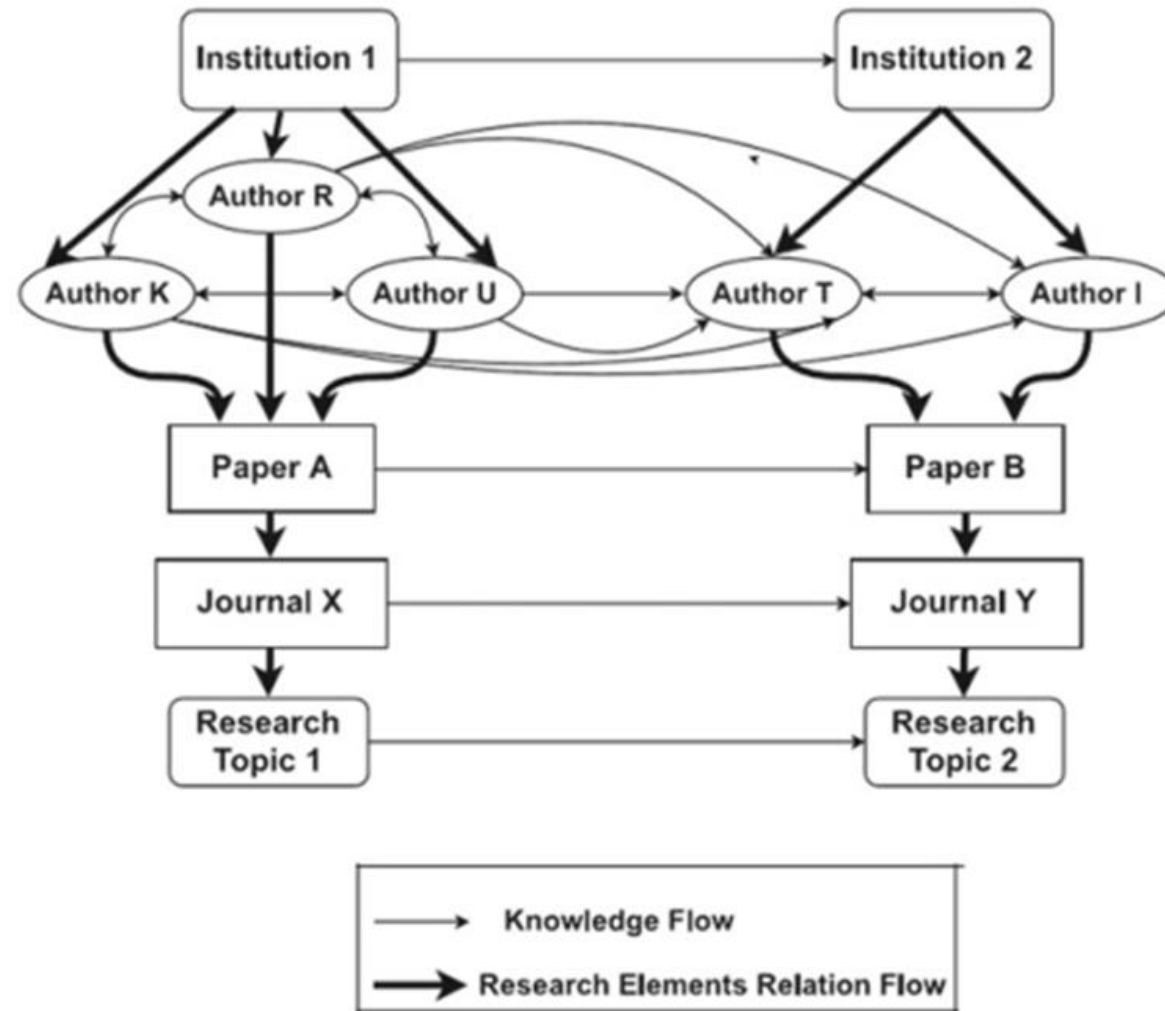 Institution 1
Institution 2
Author R
Author K
Author U
Author T
Author I
Paper A
Paper B
Journal X
Journal Y
Research
Topic 1
Research
Topic 2
Knowledge Flow
Research Elements Relation Flow